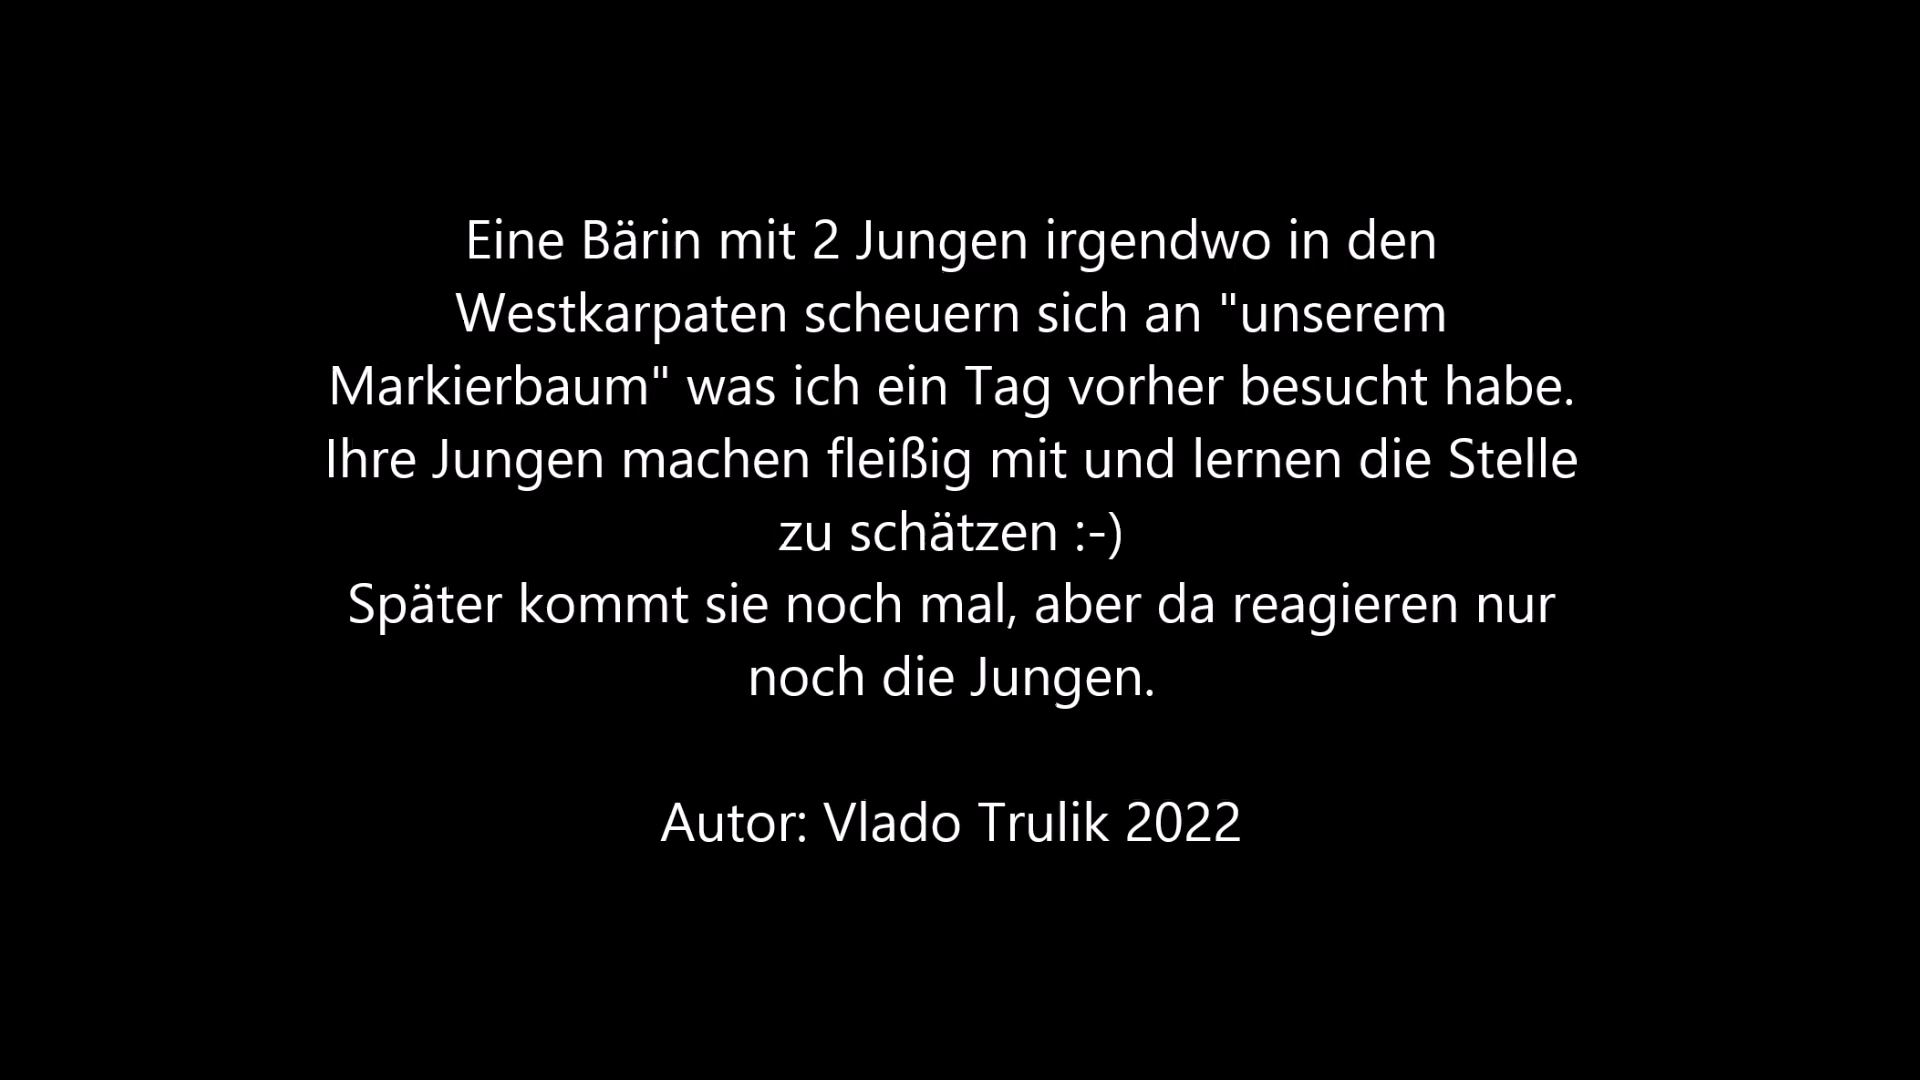 Eine Bärin mit 2 Jungen irgendwo in den
Westkarpaten scheuern sich an "unserem
Markierbaum" was ich ein Tag vorher besucht habe.
Ihre Jungen machen fleißig mit und lernen die Stelle
zu schätzen :-)
Später kommt sie noch mal, aber da reagieren nur
noch die Jungen.
Autor: Vlado Trulik 2022